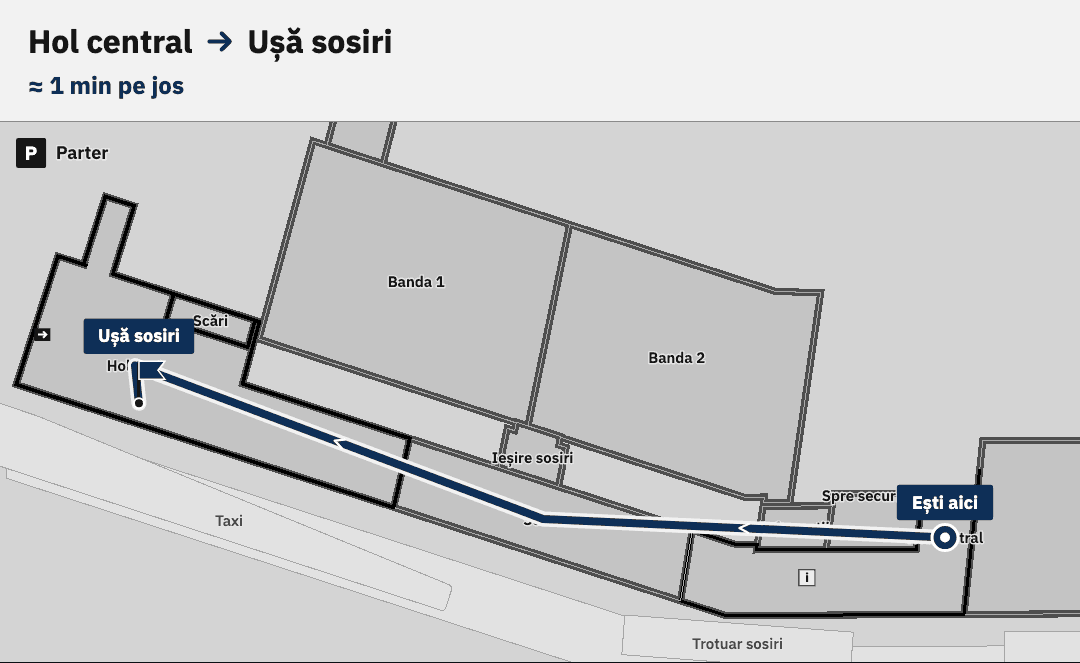 Hol central → Ușă sosiri
≈ 1 min pe jos
P Parter
Banda 1
Scări
Ușă sosiri
Banda 2
Ieșire sosiri
Spre
Ești aici
Taxi
i
Trotuar sosiri